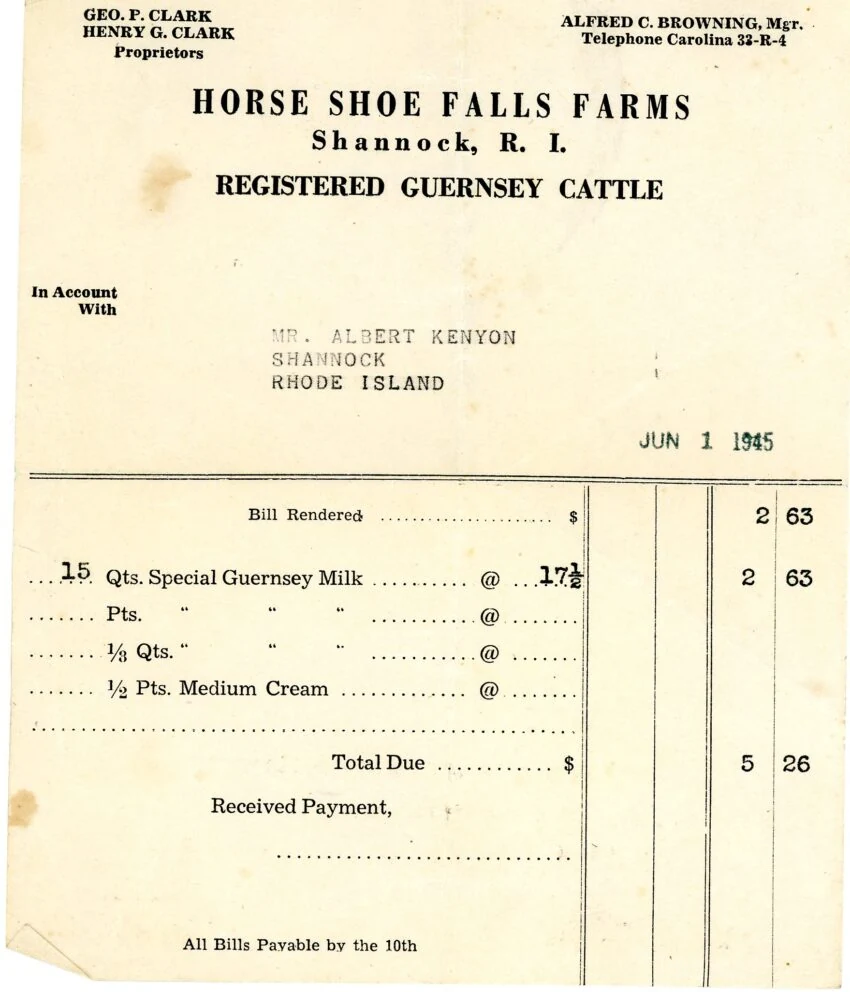 GEO. P. CLARK
HENRY G. CLARK
Proprietors
ALFRED C. BROWNING, Mgr.
Telephone Carolina 33-R-4
HORSE SHOE FALLS FARMS
Shannock, R. I.
REGISTERED GUERNSEY CATTLE
In Account
With
MR. ALBERT KENYON
SHANNOCK
RHODE ISLAND
JUN 1 1945
Bill Rendered ........................ $ 2 63
....15.. Qts. Special Guernsey Milk .......... @ ...17½ 2 63
....... Pts. “ “ “ ........... @ .......
....... ⅓ Qts. “ “ “ ........... @ .......
....... ½ Pts. Medium Cream ............. @ .......
Total Due ............ $ 5 26
Received Payment,
All Bills Payable by the 10th